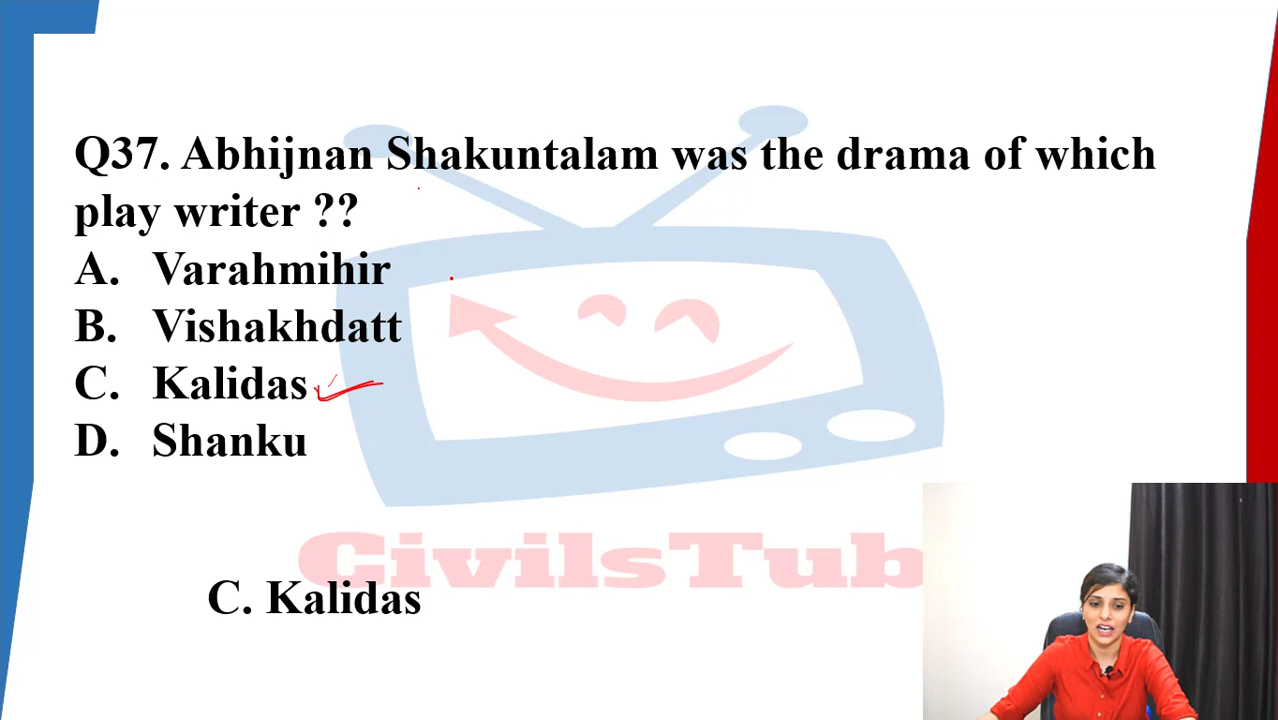 Q37. Abhijnan Shakuntalam was the drama of which
play writer ??
A. Varahmihir
B. Vishakhdatt
C. Kalidas
D. Shanku
CivilsTub
C. Kalidas